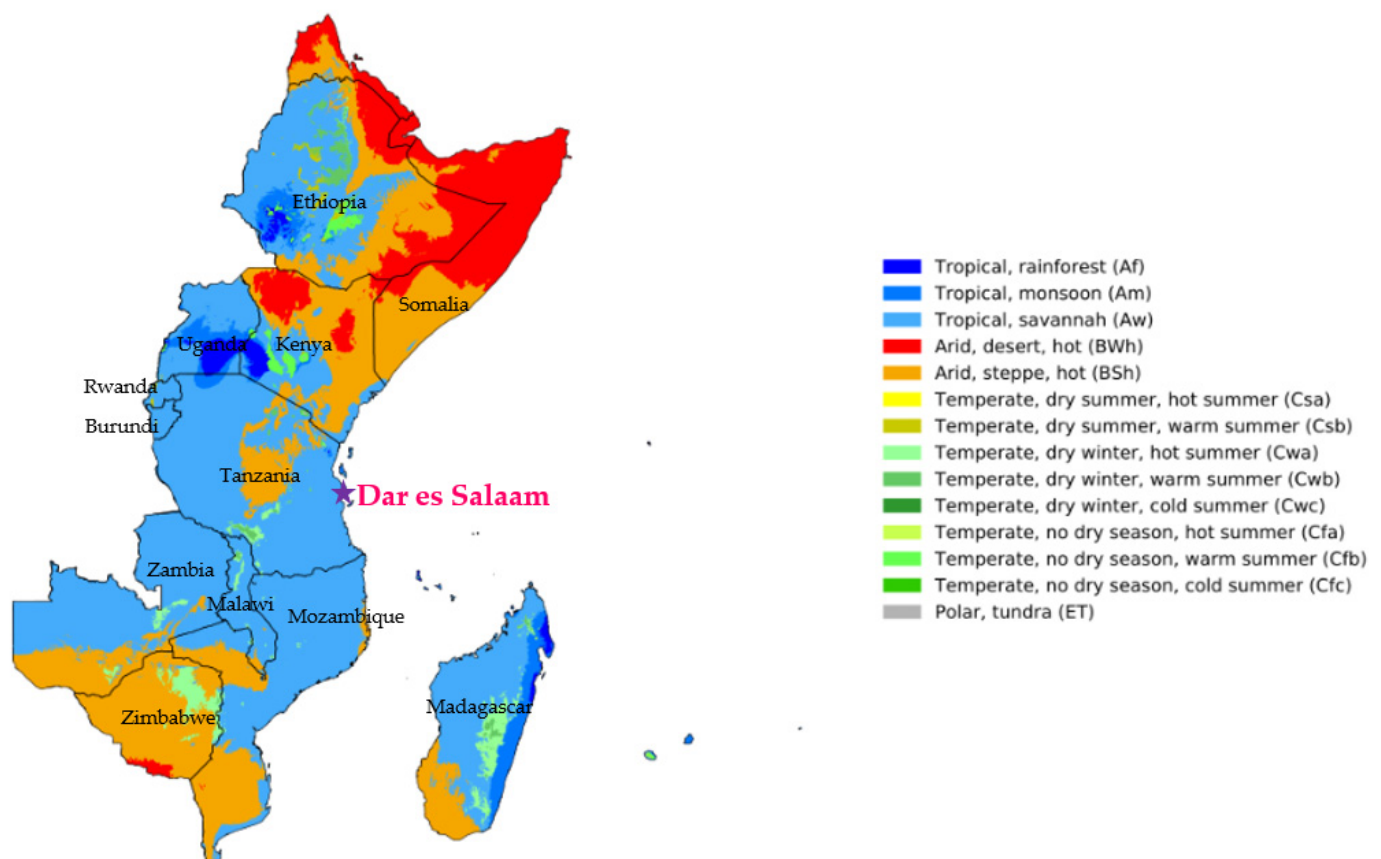 Ethiopia
Somalia
Uganda
Kenya
Rwanda
Burundi
Tanzania
Dar es Salaam
Zambia
Malawi
Mozambique
Madagascar
Zimbabwe
Tropical, rainforest (Af)
Tropical, monsoon (Am)
Tropical, savannah (Aw)
Arid, desert, hot (BWh)
Arid, steppe, hot (BSh)
Temperate, dry summer, hot summer (Csa)
Temperate, dry summer, warm summer (Csb)
Temperate, dry winter, hot summer (Cwa)
Temperate, dry winter, warm summer (Cwb)
Temperate, dry winter, cold summer (Cwc)
Temperate, no dry season, hot summer (Cfa)
Temperate, no dry season, warm summer (Cfb)
Temperate, no dry season, cold summer (Cfc)
Polar, tundra (ET)